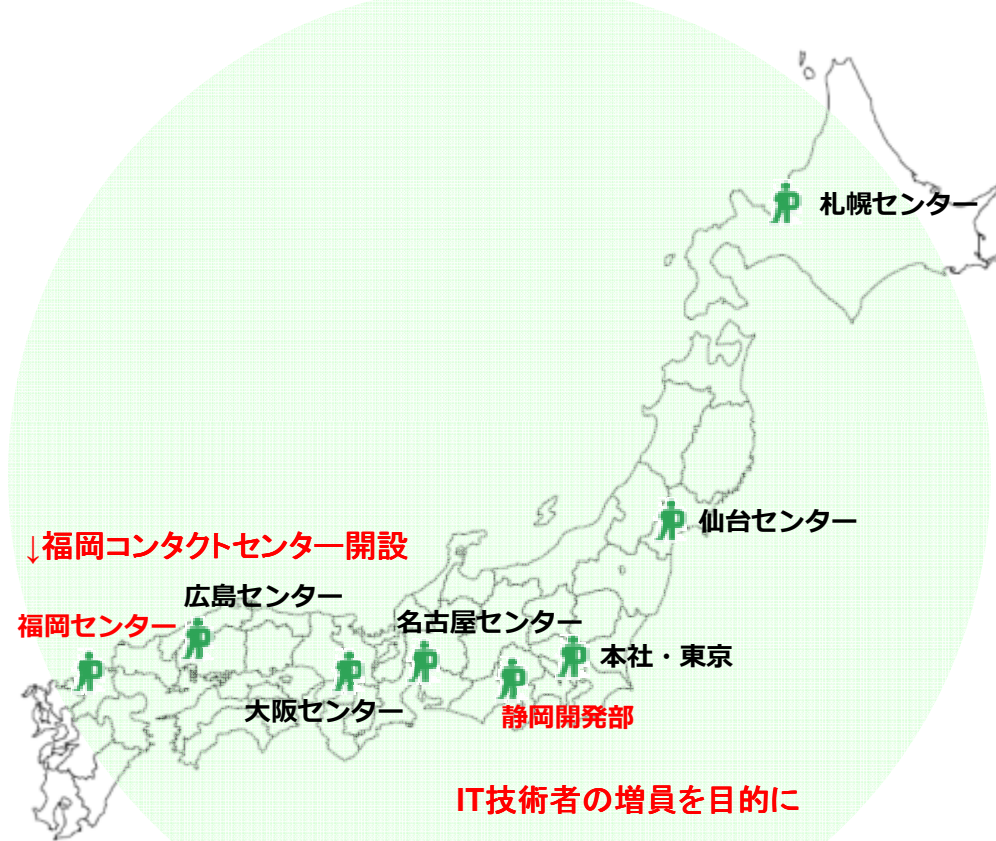 札幌センター
仙台センター
↓福岡コンタクトセンター開設
広島センター
福岡センター
名古屋センター
本社・東京
大阪センター
静岡開発部
IT技術者の増員を目的に